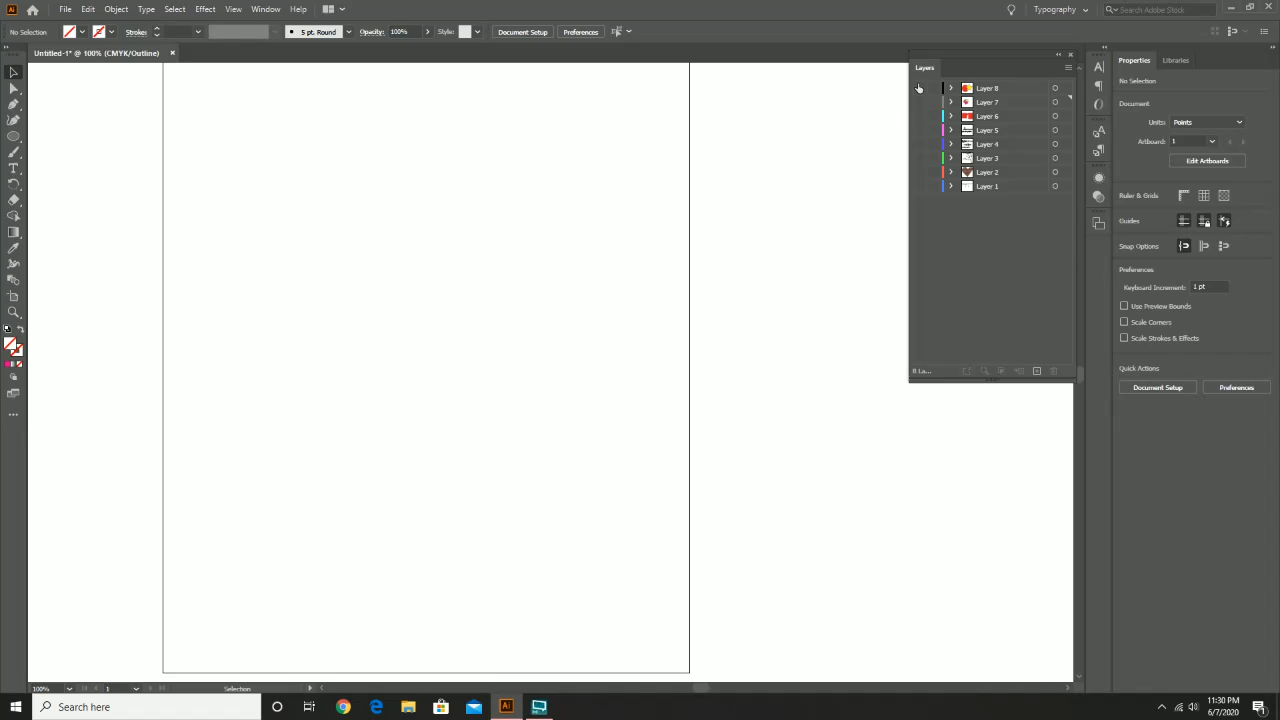 File Edit Object Type Select Effect View Window Help
Typography
Search Adobe Stock
No Selection Stroke: 5 pt. Round Opacity: 100% Style: Document Setup Preferences
Untitled-1* @ 100% (CMYK/Outline)
Layers
Layer 8
Layer 7
Layer 6
Layer 5
Layer 4
Layer 3
Layer 2
Layer 1
8 La...
Properties Libraries
No Selection
Document
Units: Points
Artboard: 1
Edit Artboards
Ruler & Grids
Guides
Snap Options
Preferences
Keyboard Increment: 1 pt
Use Preview Bounds
Scale Corners
Scale Strokes & Effects
Quick Actions
Document Setup Preferences
100% 1 Selection
Search here
11:30 PM
6/7/2020